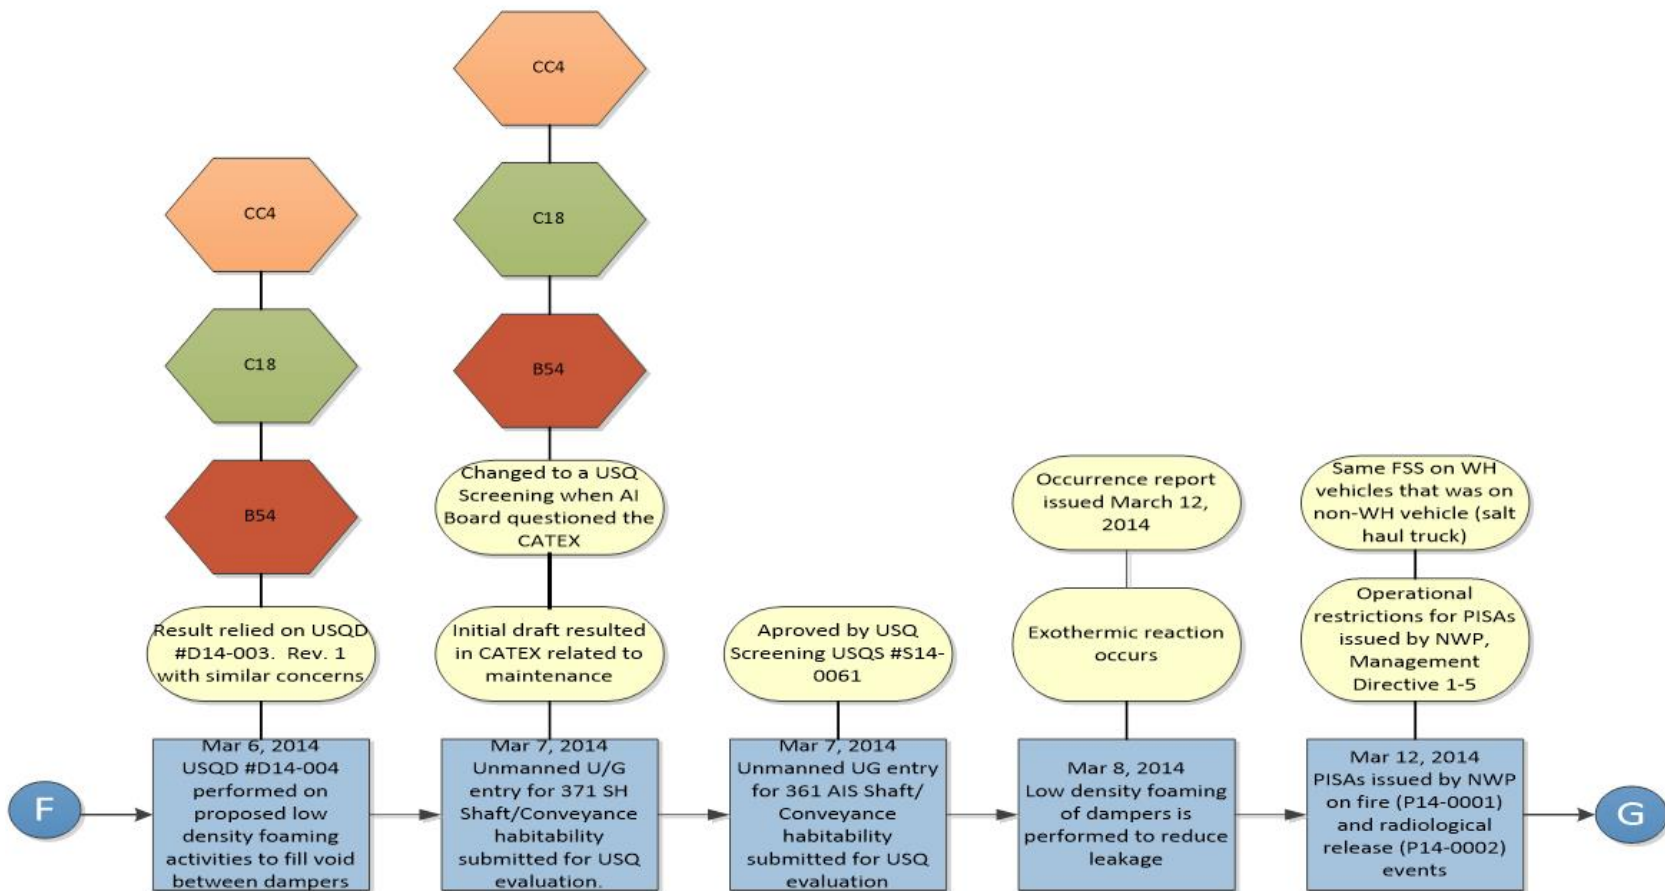 CC4
C18
B54
Result relied on USQD
#D14-003.  Rev. 1
with similar concerns
Mar 6, 2014
USQD #D14-004
performed on
proposed low
density foaming
activities to fill void
between dampers
CC4
C18
B54
Changed to a USQ
Screening when AI
Board questioned the
CATEX
Initial draft resulted
in CATEX related to
maintenance
Mar 7, 2014
Unmanned U/G
entry for 371 SH
Shaft/Conveyance
habitability
submitted for USQ
evaluation.
Aproved by USQ
Screening USQS #S14-
0061
Mar 7, 2014
Unmanned UG entry
for 361 AIS Shaft/
Conveyance
habitability
submitted for USQ
evaluation
Occurrence report
issued March 12,
2014
Exothermic reaction
occurs
Mar 8, 2014
Low density foaming
of dampers is
performed to reduce
leakage
Same FSS on WH
vehicles that was on
non-WH vehicle (salt
haul truck)
Operational
restrictions for PISAs
issued by NWP,
Management
Directive 1-5
Mar 12, 2014
PISAs issued by NWP
on fire (P14-0001)
and radiological
release (P14-0002)
events
F
G